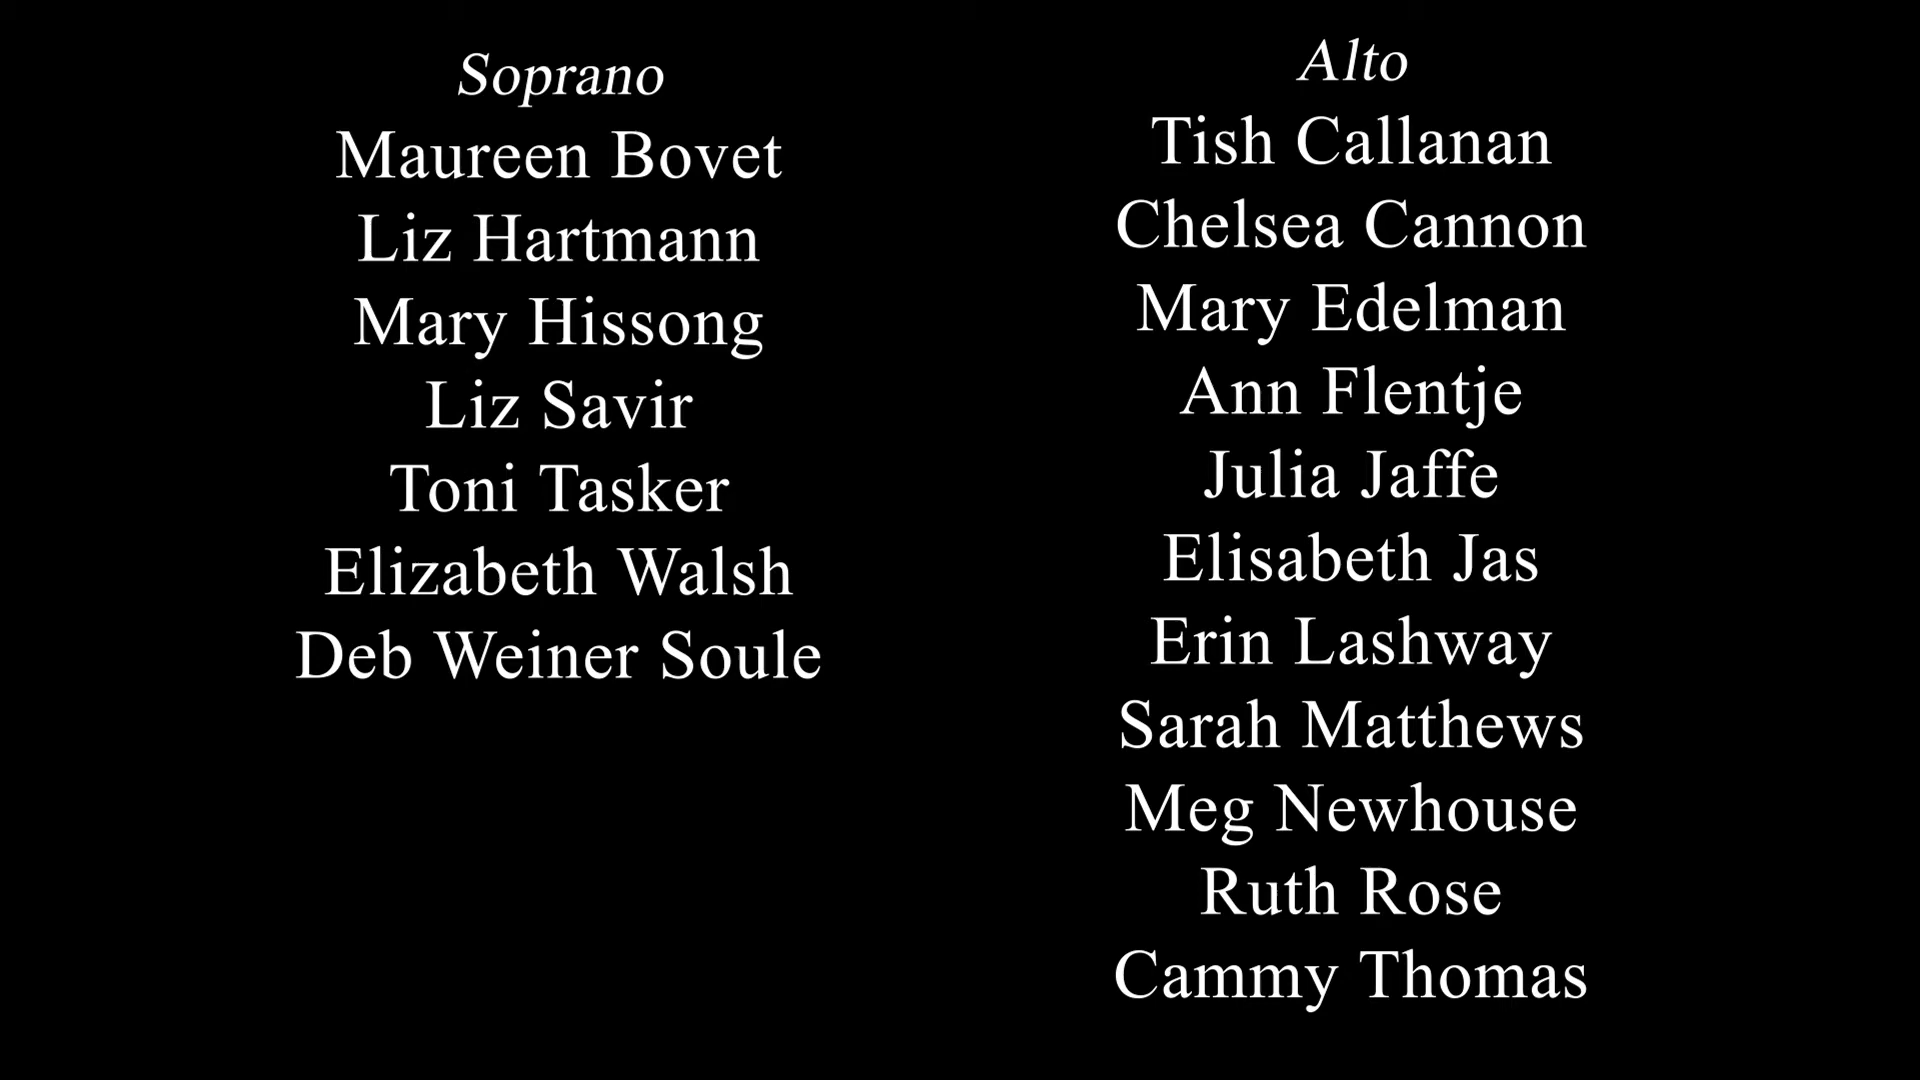 Soprano
Maureen Bovet
Liz Hartmann
Mary Hissong
Liz Savir
Toni Tasker
Elizabeth Walsh
Deb Weiner Soule
Alto
Tish Callanan
Chelsea Cannon
Mary Edelman
Ann Flentje
Julia Jaffe
Elisabeth Jas
Erin Lashway
Sarah Matthews
Meg Newhouse
Ruth Rose
Cammy Thomas